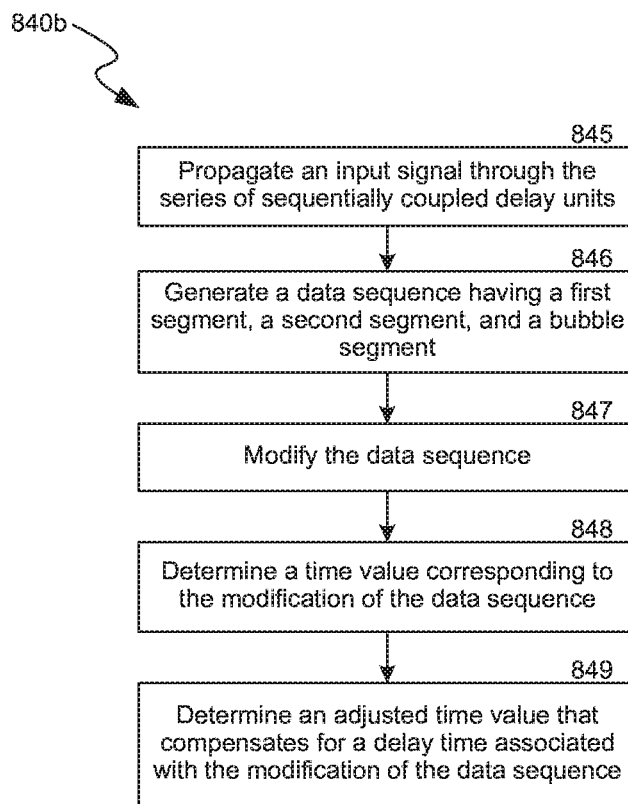 840b
845
Propagate an input signal through the
series of sequentially coupled delay units
846
Generate a data sequence having a first
segment, a second segment, and a bubble
segment
847
Modify the data sequence
848
Determine a time value corresponding to
the modification of the data sequence
849
Determine an adjusted time value that
compensates for a delay time associated
with the modification of the data sequence